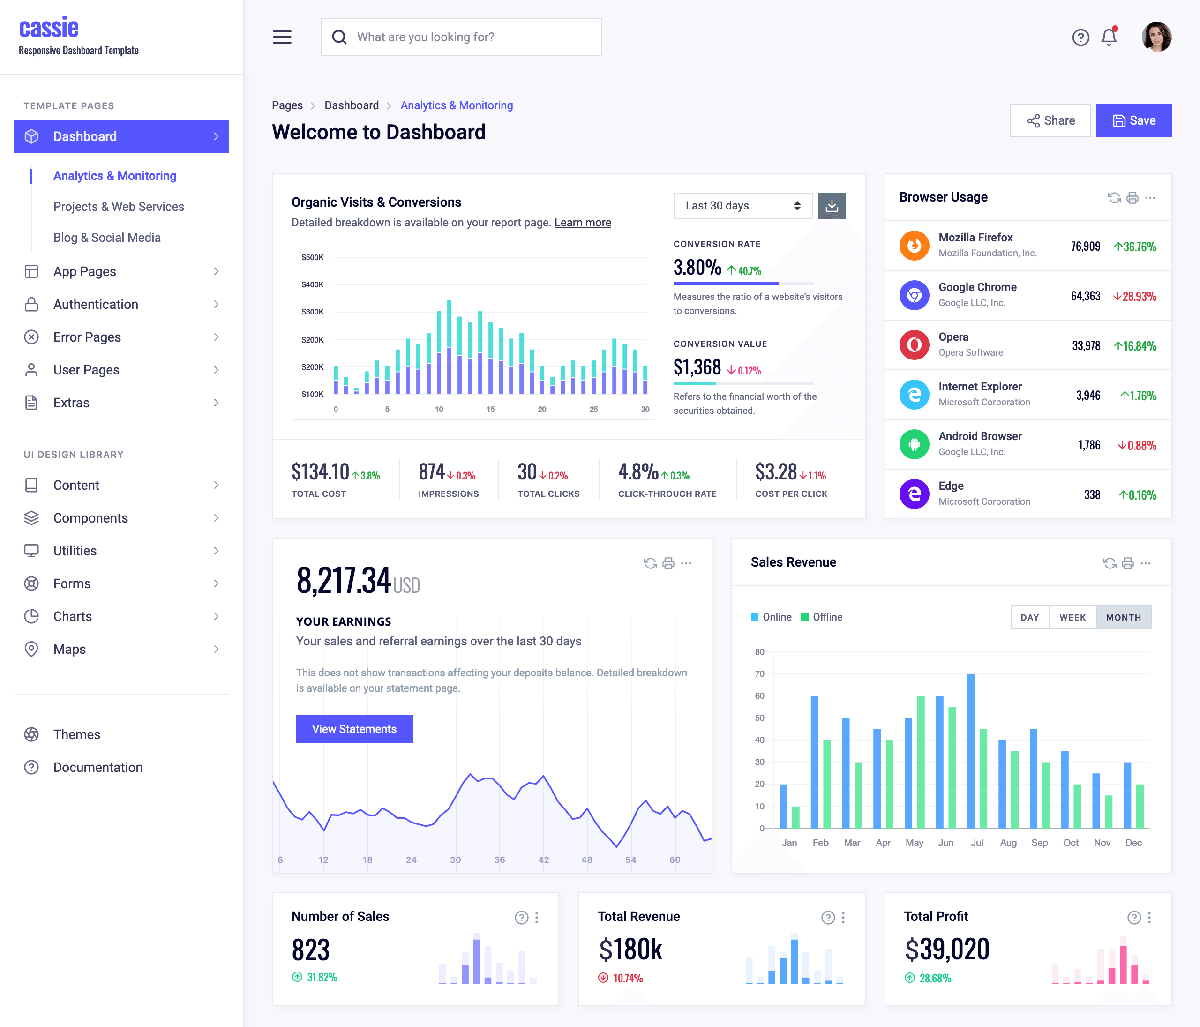 cassie
Responsive Dashboard Template
What are you looking for?
TEMPLATE PAGES
Dashboard
Analytics & Monitoring
Projects & Web Services
Blog & Social Media
App Pages
Authentication
Error Pages
User Pages
Extras
UI DESIGN LIBRARY
Content
Components
Utilities
Forms
Charts
Maps
Themes
Documentation
Pages > Dashboard > Analytics & Monitoring
Welcome to Dashboard
Share
Save
Organic Visits & Conversions
Detailed breakdown is available on your report page. Learn more
Last 30 days
$500K
$400K
$300K
$200K
$200K
$100K
0 5 10 15 20 25 30
CONVERSION RATE
3.80% ↑ 40.7%
Measures the ratio of a website's visitors
to conversions.
CONVERSION VALUE
$1,368 ↓ 0.12%
Refers to the financial worth of the
securities obtained.
$134.10 ↑ 3.8%
TOTAL COST
874 ↓ 0.3%
IMPRESSIONS
30 ↓ 0.2%
TOTAL CLICKS
4.8% ↑ 0.3%
CLICK-THROUGH RATE
$3.28 ↓ 1.1%
COST PER CLICK
Browser Usage
Mozilla Firefox
Mozilla Foundation, Inc.
76,909 ↑36.76%
Google Chrome
Google LLC, Inc.
64,363 ↓28.93%
Opera
Opera Software
33,978 ↑16.84%
Internet Explorer
Microsoft Corporation
3,946 ↑1.76%
Android Browser
Google LLC, Inc.
1,786 ↓0.88%
Edge
Microsoft Corporation
338 ↑0.16%
8,217.34 USD
YOUR EARNINGS
Your sales and referral earnings over the last 30 days
This does not show transactions affecting your deposits balance. Detailed breakdown
is available on your statement page.
View Statements
6 12 18 24 30 36 42 48 54 60
Sales Revenue
Online Offline
DAY WEEK MONTH
80
70
60
50
40
30
20
10
0
Jan Feb Mar Apr May Jun Jul Aug Sep Oct Nov Dec
Number of Sales
823
31.82%
Total Revenue
$180k
10.74%
Total Profit
$39,020
28.68%